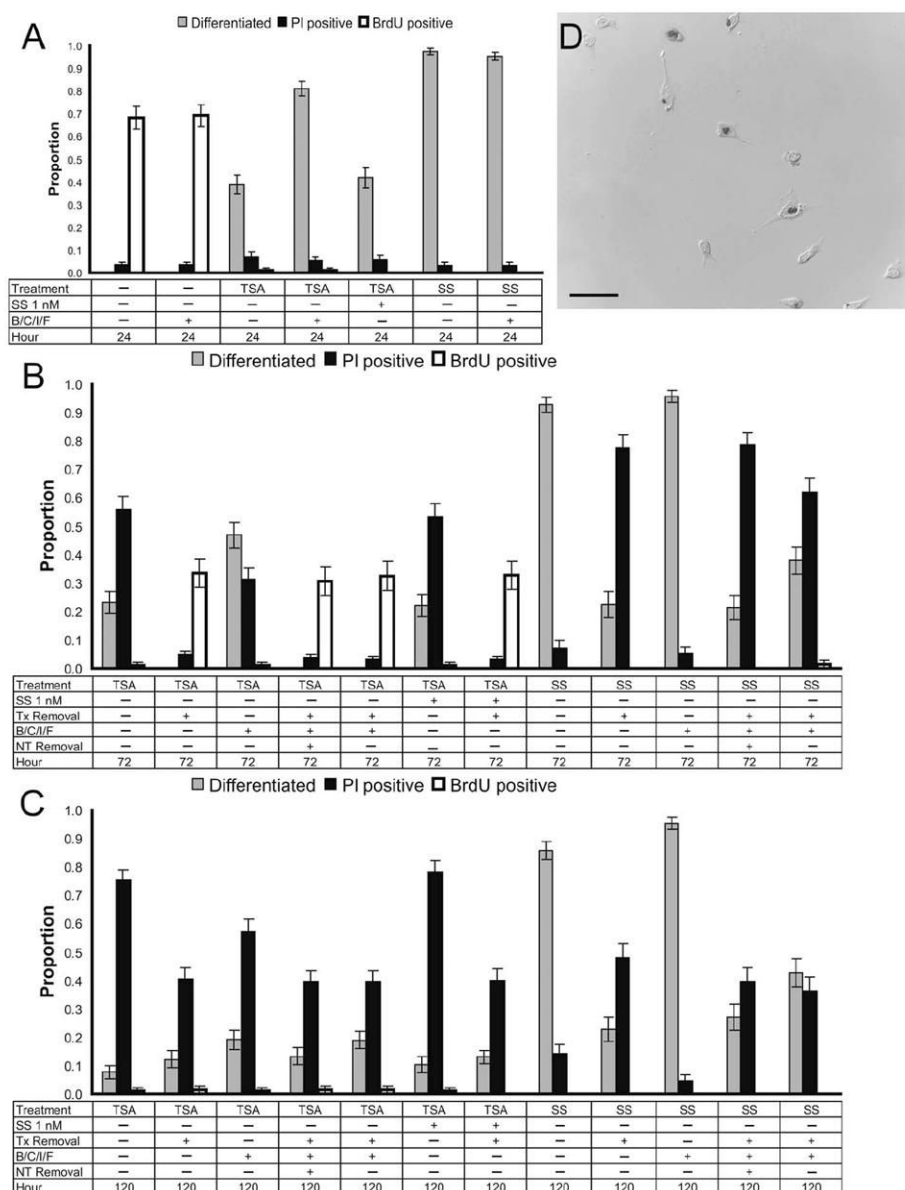 A
Differentiated PI positive BrdU positive
1.0
0.9
0.8
0.7
0.6
0.5
0.4
0.3
0.2
0.1
0.0
Proportion
Treatment – – TSA TSA TSA SS SS
SS 1 nM – – – – + – –
B/C/I/F – + – + – – +
Hour 24 24 24 24 24 24 24
D
B
Differentiated PI positive BrdU positive
1.0
0.9
0.8
0.7
0.6
0.5
0.4
0.3
0.2
0.1
0.0
Proportion
Treatment TSA TSA TSA TSA TSA TSA TSA SS SS SS SS SS
SS 1 nM – – – – – + + – – – – –
Tx Removal – + – + + – + – + – + +
B/C/I/F – – + + + – – – – + + +
NT Removal – – – + – – – – – – + –
Hour 72 72 72 72 72 72 72 72 72 72 72 72
C
Differentiated PI positive BrdU positive
1.0
0.9
0.8
0.7
0.6
0.5
0.4
0.3
0.2
0.1
0.0
Proportion
Treatment TSA TSA TSA TSA TSA TSA TSA SS SS SS SS SS
SS 1 nM – – – – – + + – – – – –
Tx Removal – + – + + – + – + – + +
B/C/I/F – – + + + – – – – + + +
NT Removal – – – + – – – – – – + –
Hour 120 120 120 120 120 120 120 120 120 120 120 120